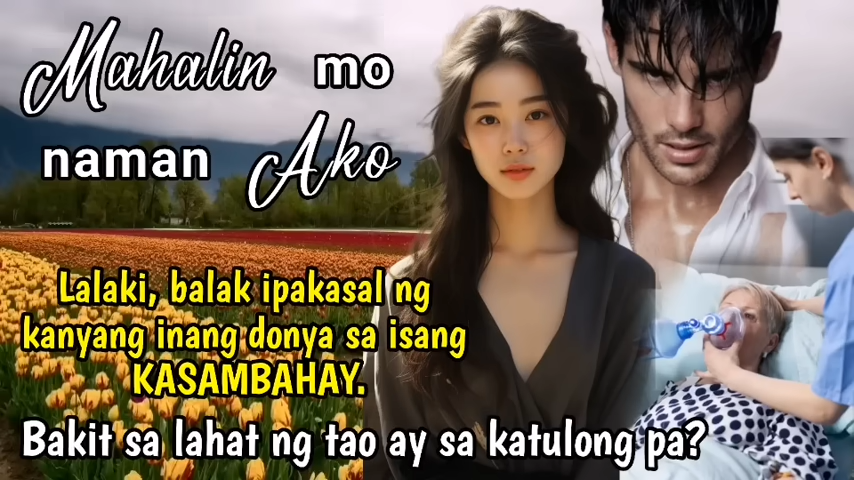 Mahalin mo
naman Ako
Lalaki, balak ipakasal ng
kanyang inang donya sa isang
KASAMBAHAY.
Bakit sa lahat ng tao ay sa katulong pa?